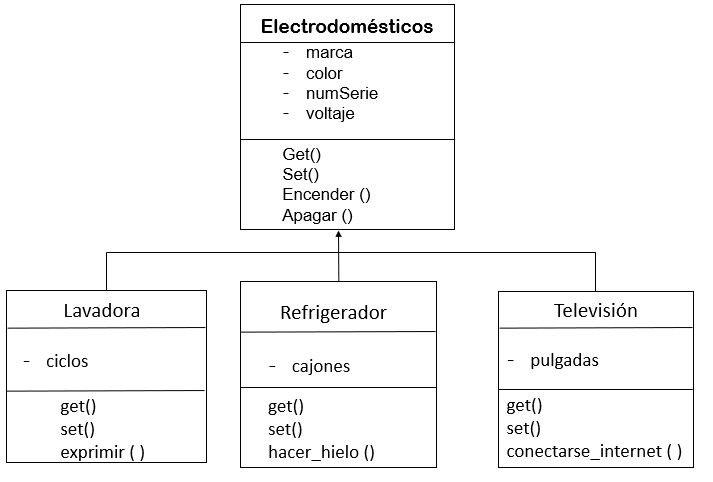 Electrodomésticos
- marca
- color
- numSerie
- voltaje
Get()
Set()
Encender ()
Apagar ()
Lavadora
- ciclos
get()
set()
exprimir ( )
Refrigerador
- cajones
get()
set()
hacer_hielo ()
Televisión
- pulgadas
get()
set()
conectarse_internet ( )